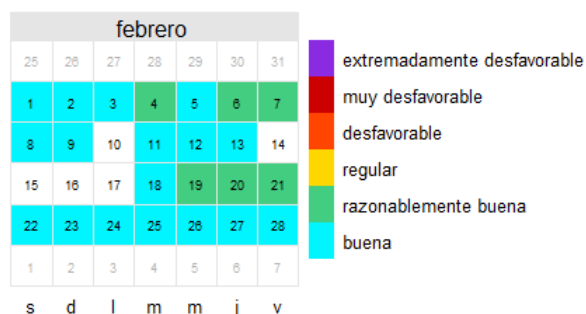 febrero
25 26 27 28 29 30 31
1 2 3 4 5 6 7
8 9 10 11 12 13 14
15 16 17 18 19 20 21
22 23 24 25 26 27 28
1 2 3 4 5 6 7
s d l m m j v
extremadamente desfavorable
muy desfavorable
desfavorable
regular
razonablemente buena
buena